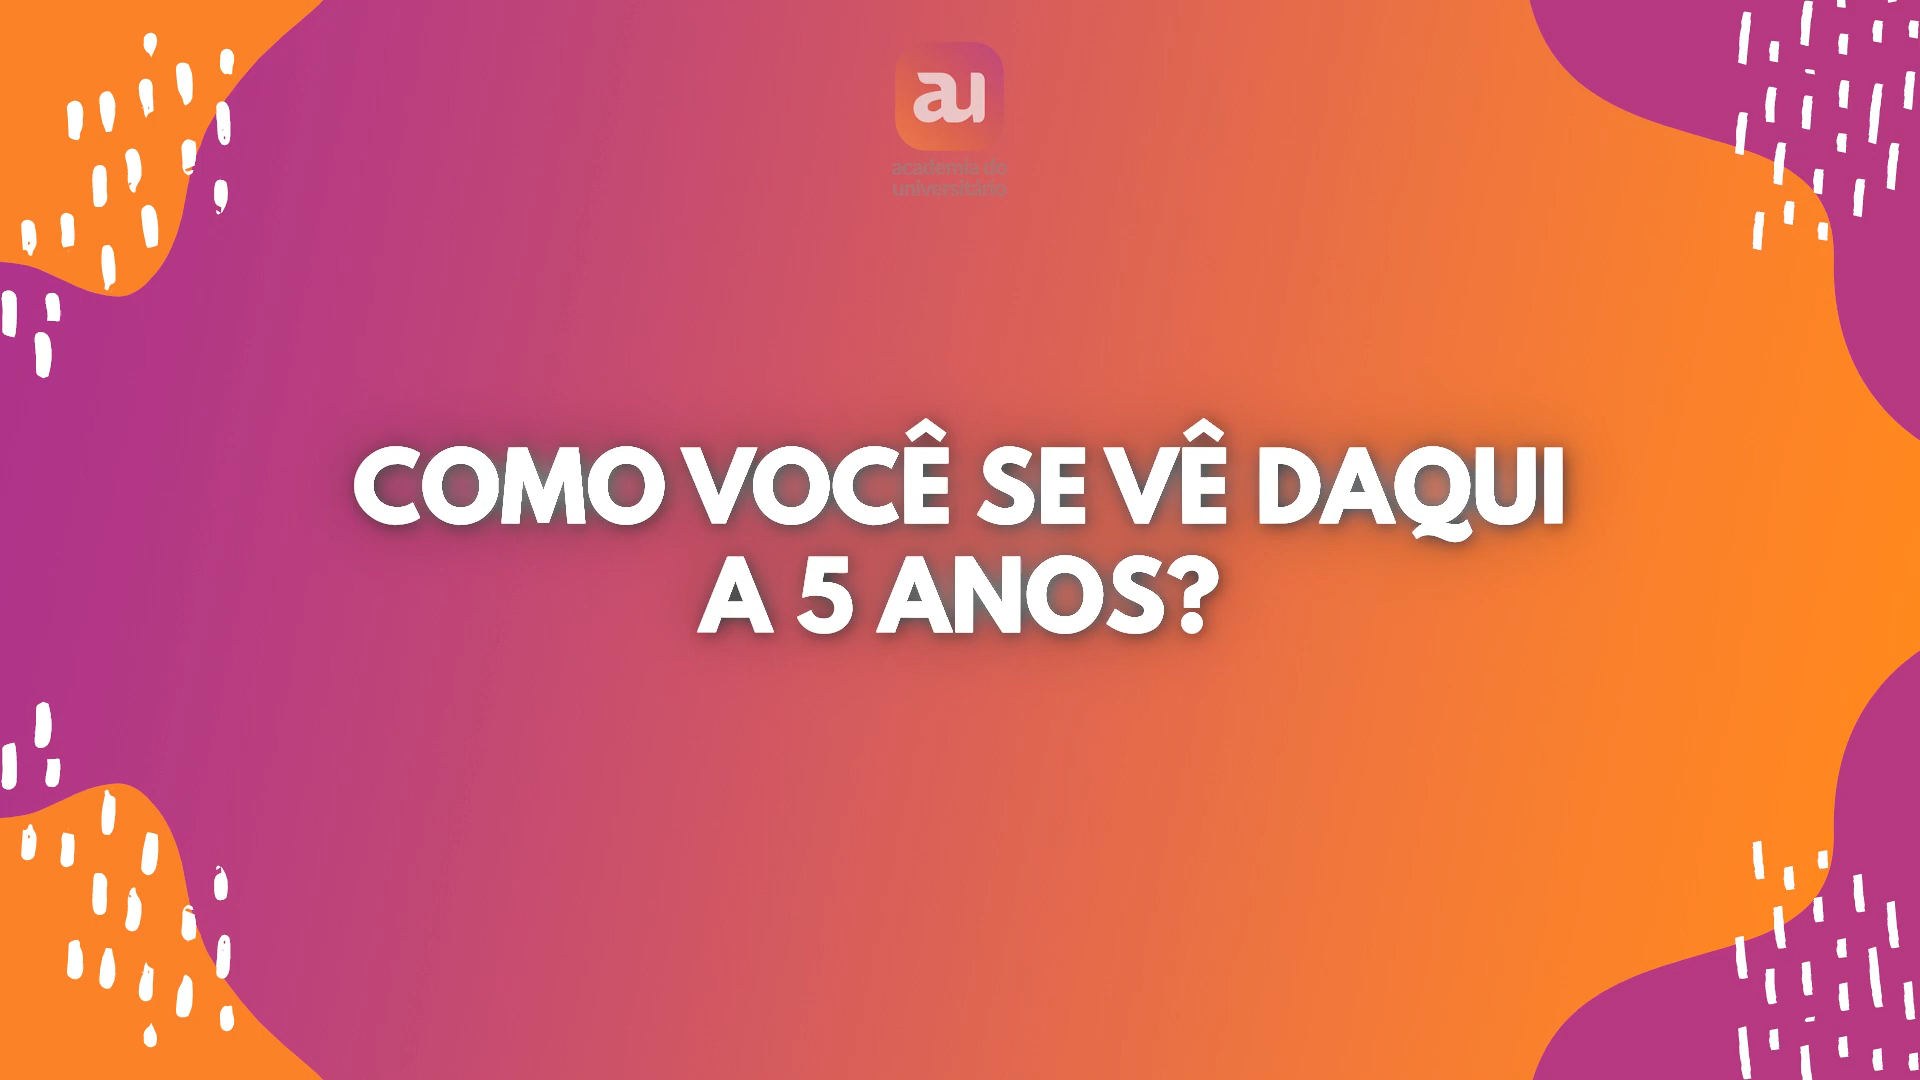 au
academia do
universitário
COMO VOCÊ SE VÊ DAQUI
A 5 ANOS?